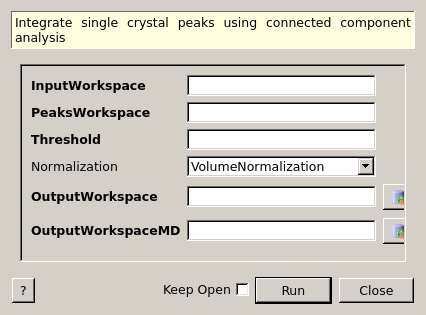 Integrate single crystal peaks using connected component
analysis
InputWorkspace
PeaksWorkspace
Threshold
Normalization VolumeNormalization
OutputWorkspace
OutputWorkspaceMD
? Keep Open Run Close